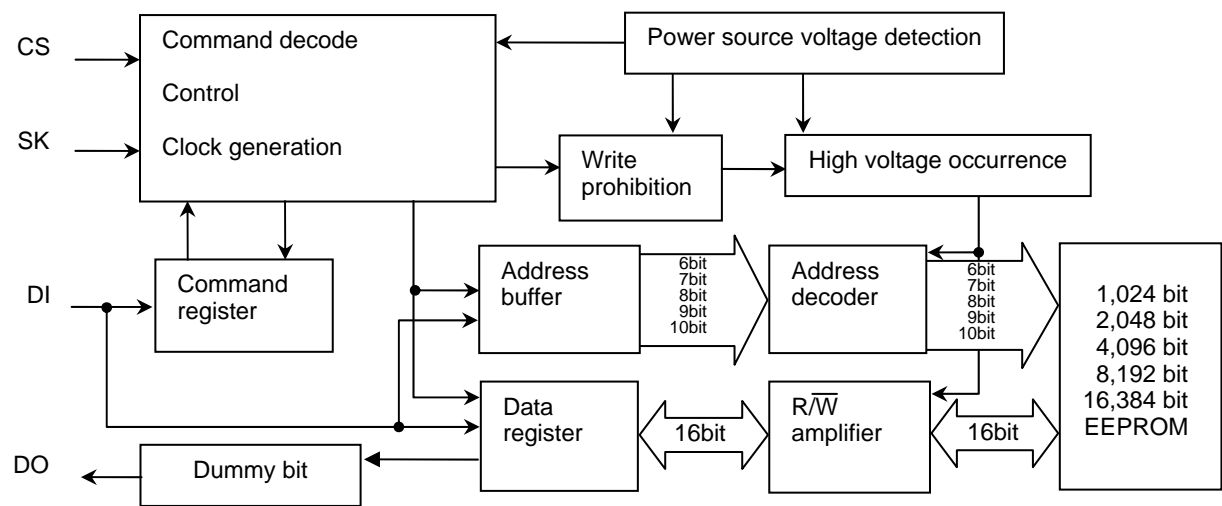 CS
SK
DI
DO
Command decode
Control
Clock generation
Power source voltage detection
Write
prohibition
High voltage occurrence
Command
register
Address
buffer
6bit
7bit
8bit
9bit
10bit
Address
decoder
6bit
7bit
8bit
9bit
10bit
1,024 bit
2,048 bit
4,096 bit
8,192 bit
16,384 bit
EEPROM
Data
register
16bit
R/W̅
amplifier
16bit
Dummy bit